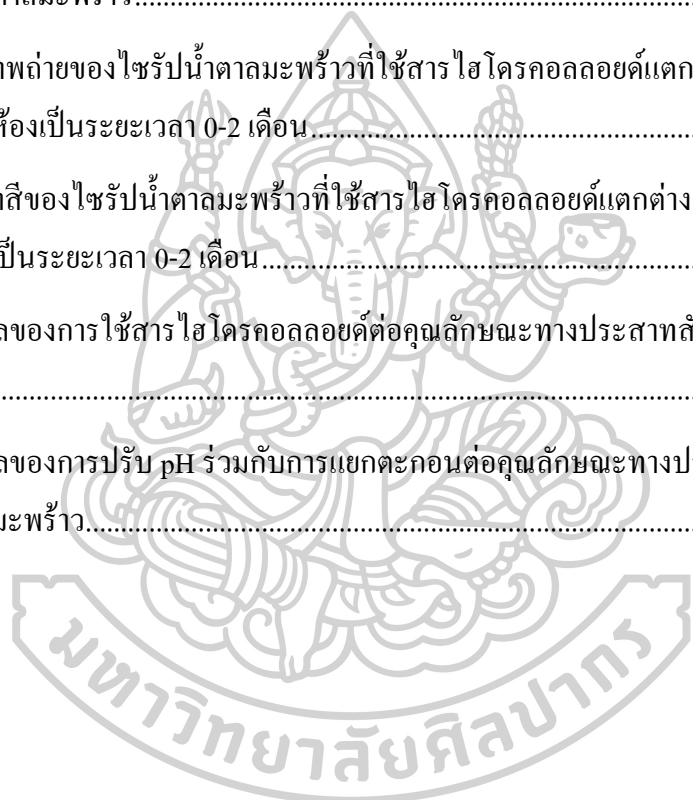 าลมะพร้าว........................................................................
าพถ่ายของไซรัปน้ำตาลมะพร้าวที่ใช้สารไฮโดรคอลลอยด์แตก
ห้องเป็นระยะเวลา 0-2 เดือน..................................................
าสีของไซรัปน้ำตาลมะพร้าวที่ใช้สารไฮโดรคอลลอยด์แตกต่าง
เป็นระยะเวลา 0-2 เดือน.........................................................
ลของการใช้สารไฮโดรคอลลอยด์ต่อคุณลักษณะทางประสาทสั
........................................................................................
ลของการปรับ pH ร่วมกับการแยกตะกอนต่อคุณลักษณะทางป
มะพร้าว..............................................................................
มหาวิทยาลัยศิลปากร